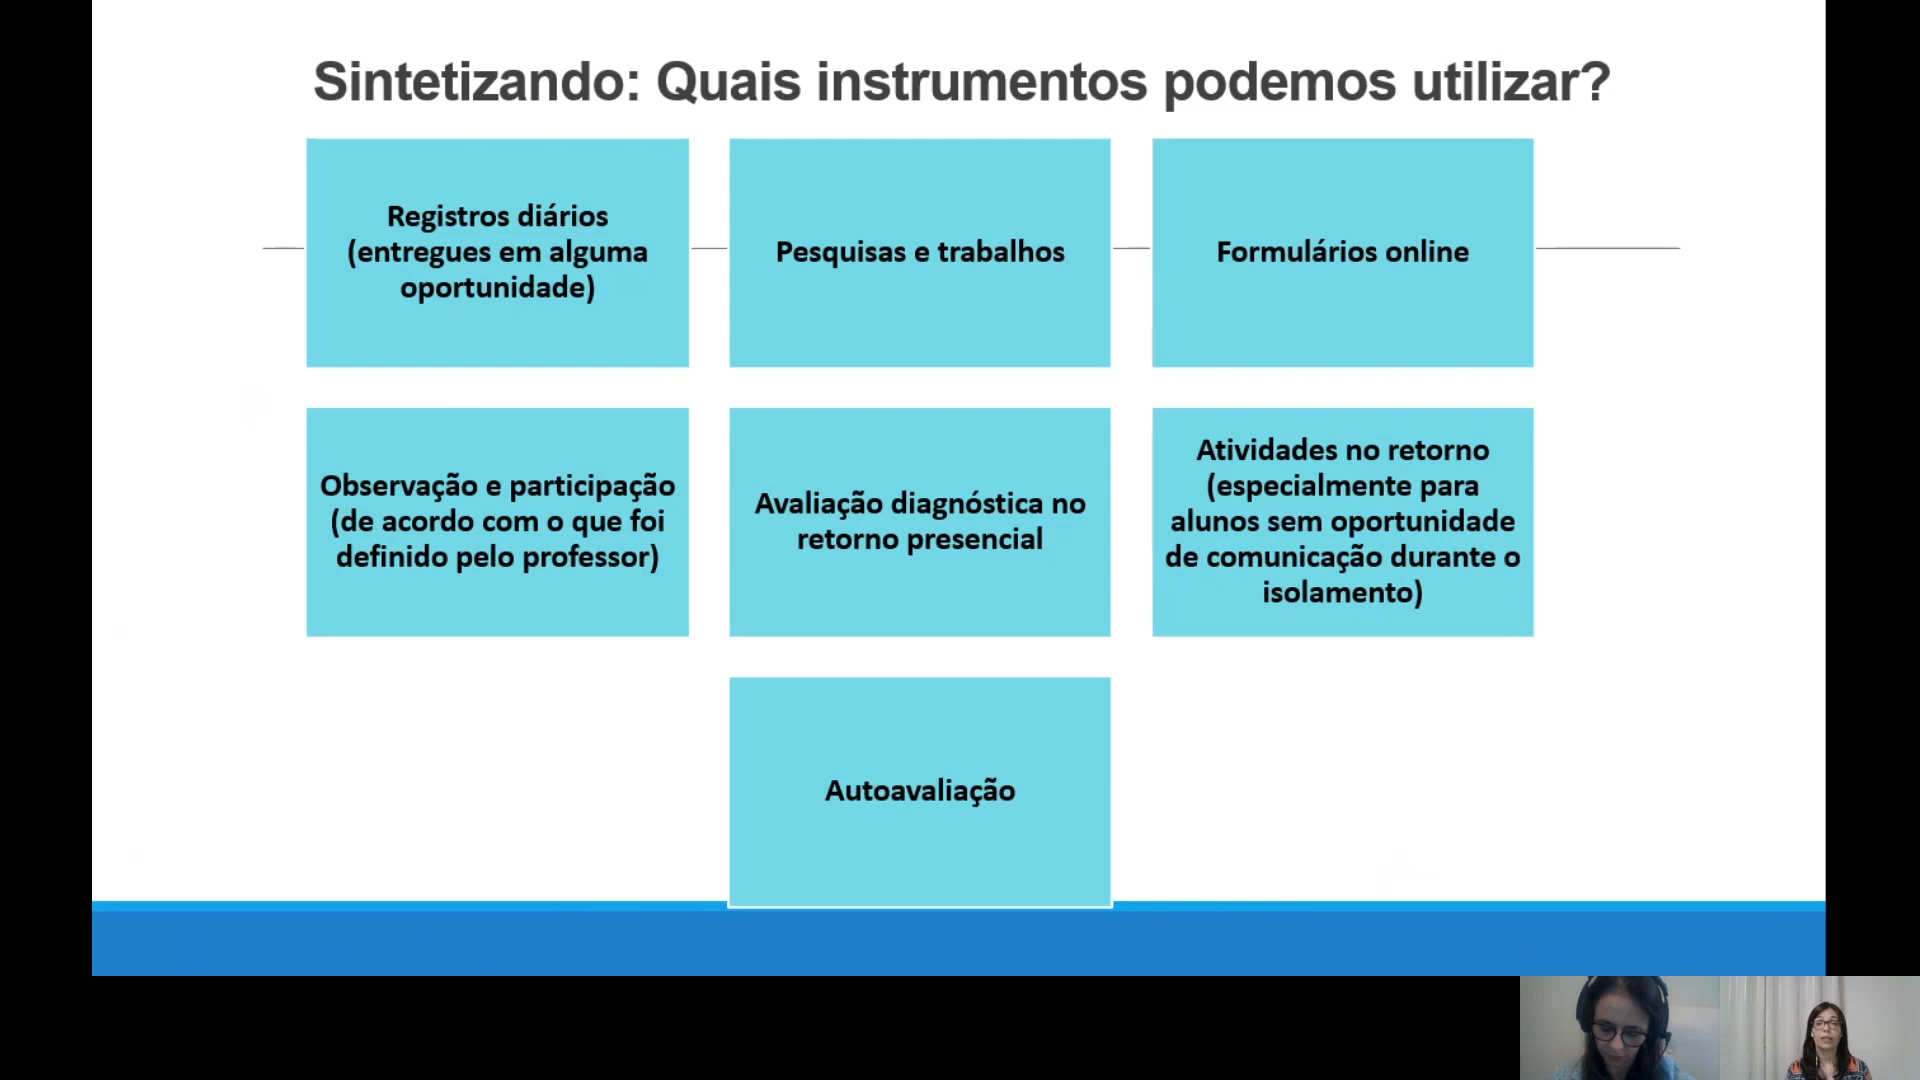 Sintetizando: Quais instrumentos podemos utilizar?
Registros diários
(entregues em alguma
oportunidade)
Pesquisas e trabalhos
Formulários online
Observação e participação
(de acordo com o que foi
definido pelo professor)
Avaliação diagnóstica no
retorno presencial
Atividades no retorno
(especialmente para
alunos sem oportunidade
de comunicação durante o
isolamento)
Autoavaliação